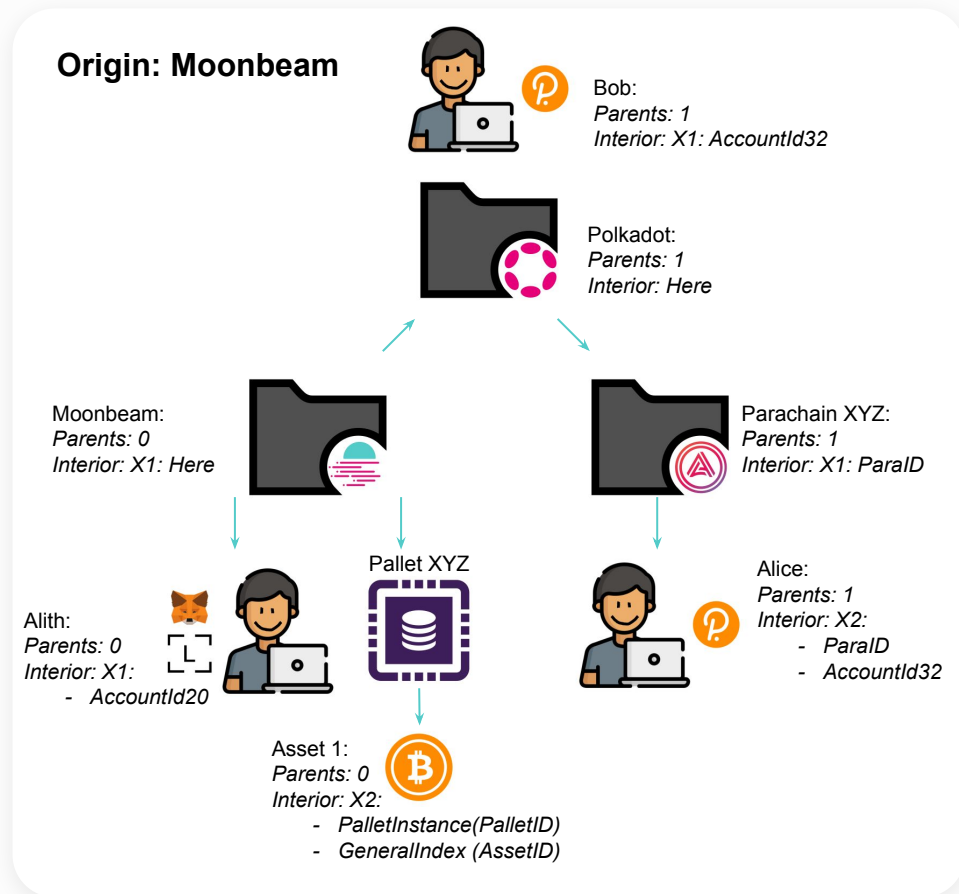 Origin: Moonbeam
Bob:
Parents: 1
Interior: X1: AccountId32
Polkadot:
Parents: 1
Interior: Here
Moonbeam:
Parents: 0
Interior: X1: Here
Parachain XYZ:
Parents: 1
Interior: X1: ParaID
Alith:
Parents: 0
Interior: X1:
- AccountId20
L
Pallet XYZ
Alice:
Parents: 1
Interior: X2:
- ParaID
- AccountId32
Asset 1:
Parents: 0
Interior: X2:
- PalletInstance(PalletID)
- GeneralIndex (AssetID)